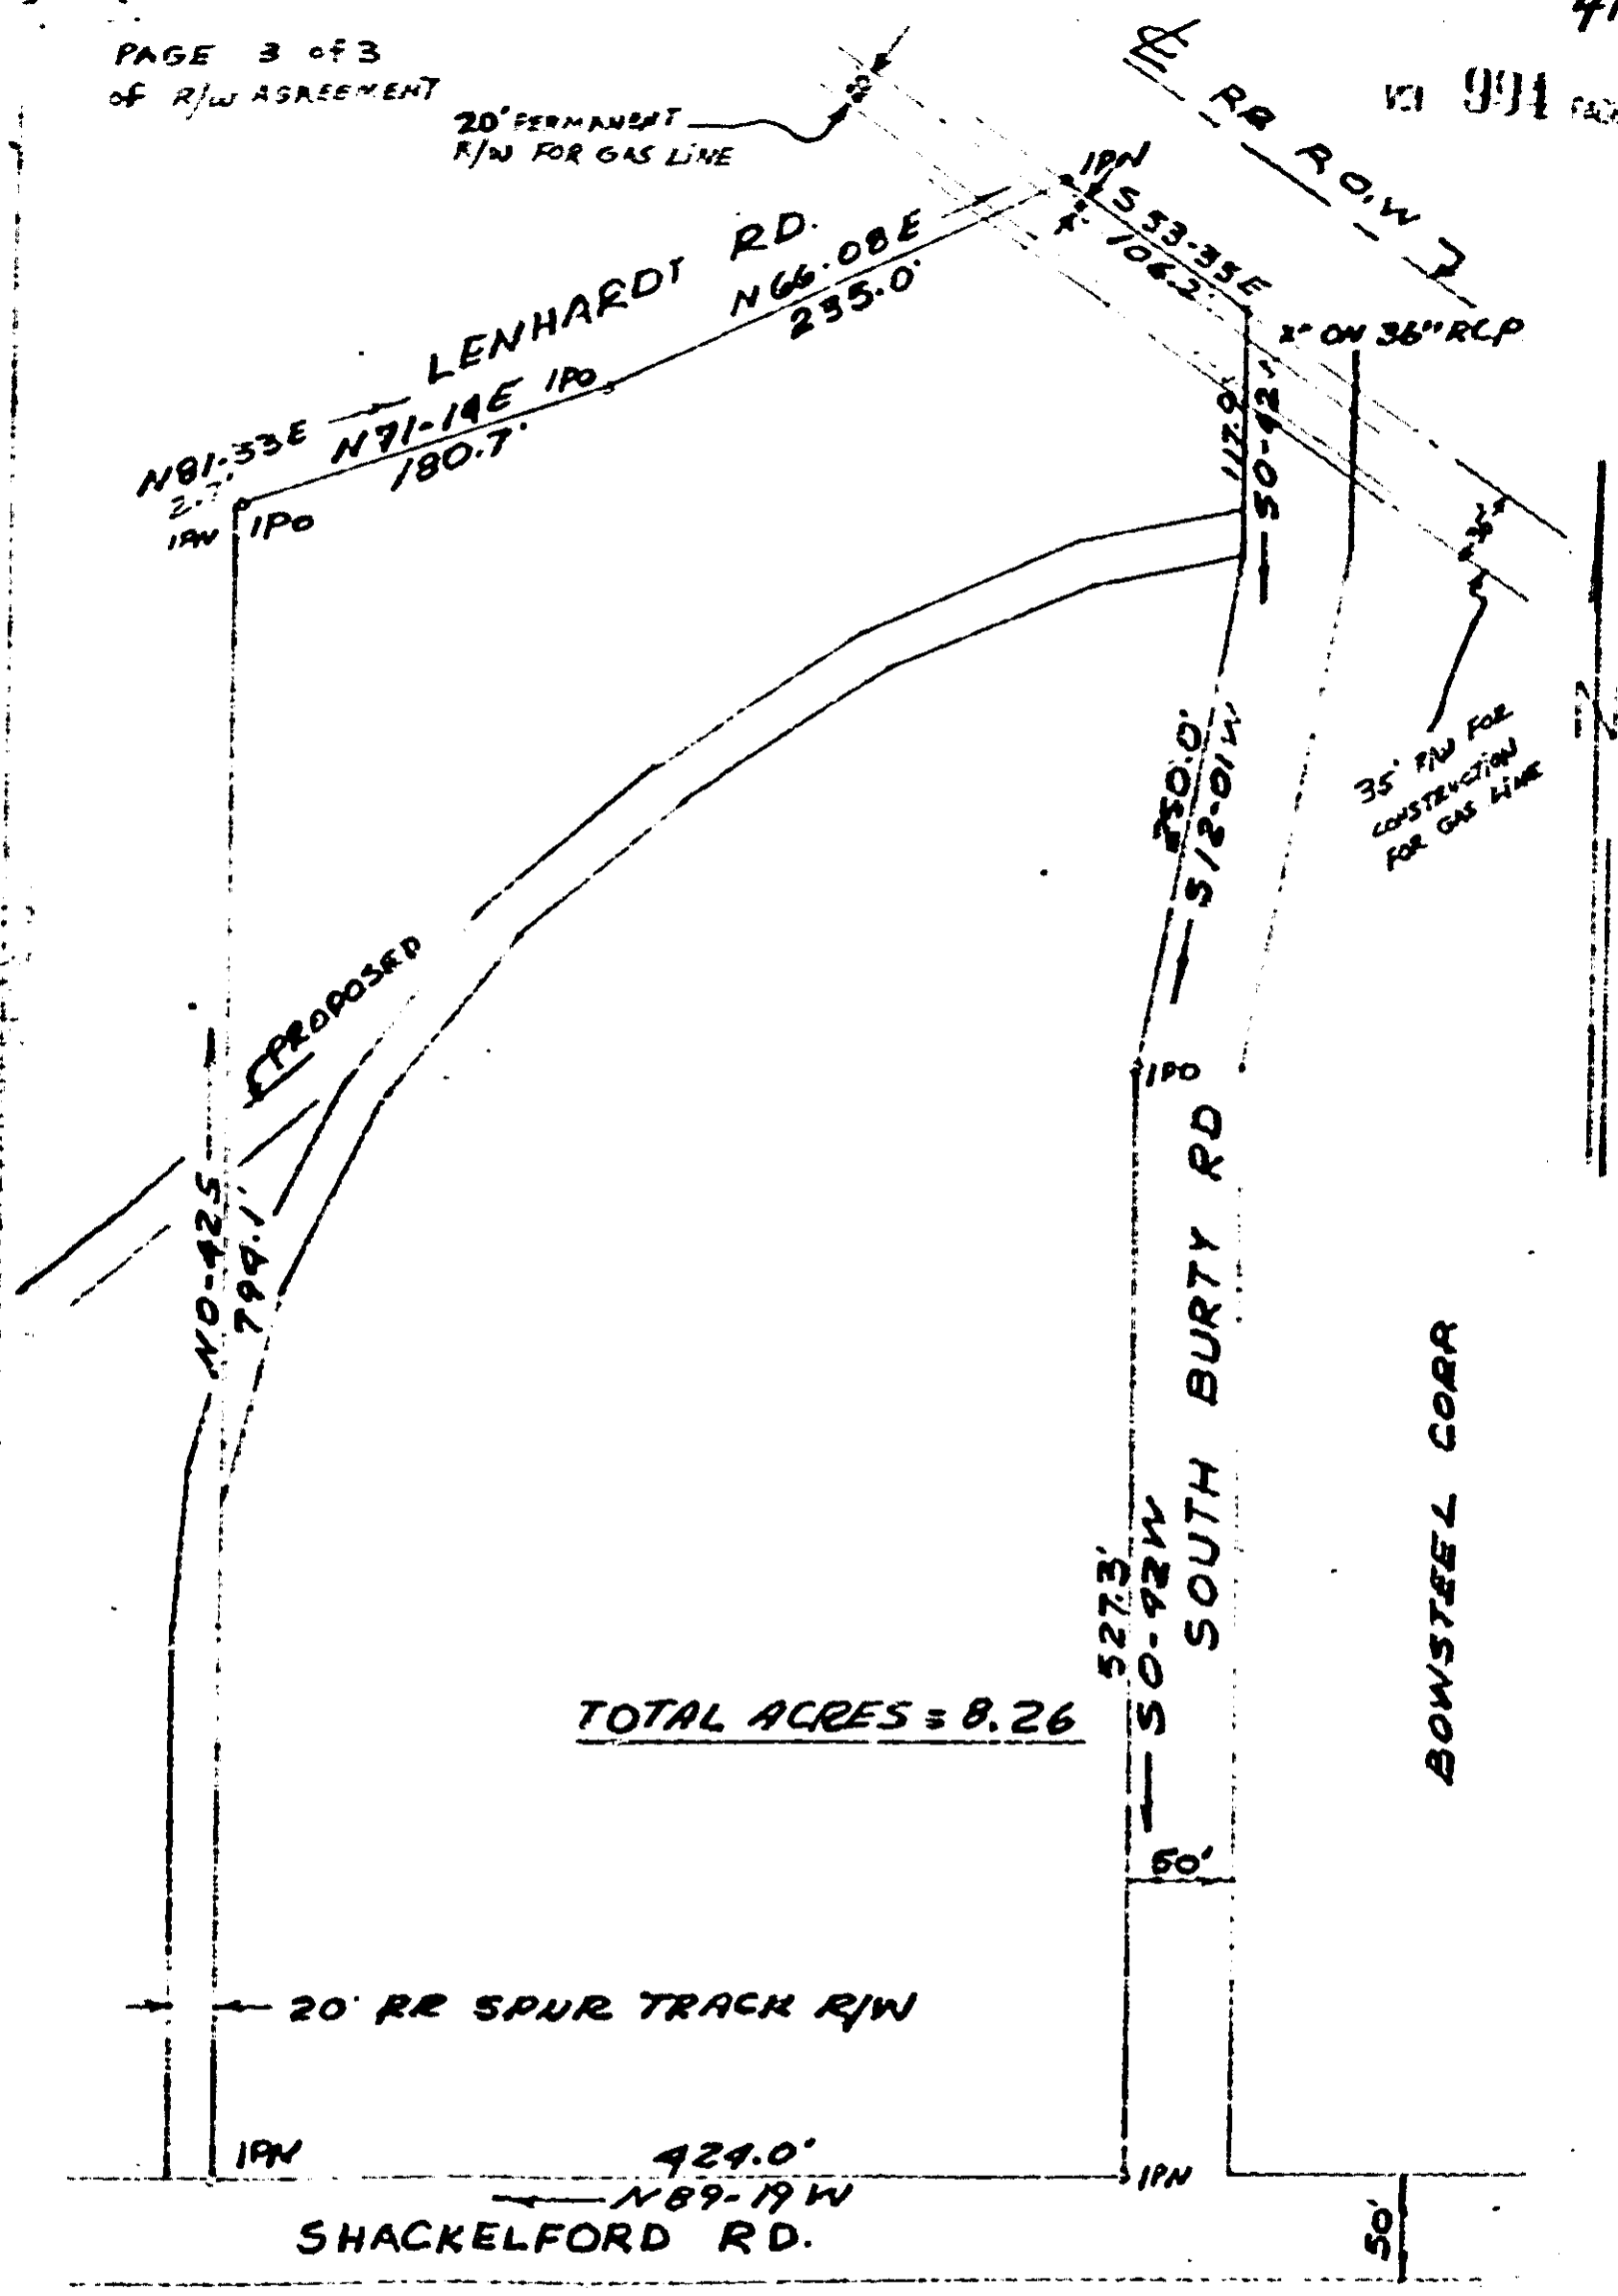 PAGE 3 of 3
of R/W AGREEMENT
20' PERMANENT
R/W FOR GAS LINE
991
RR R.O.W
IPN
S 53-35E
106.2'
X" ON 36" RCP
LENHARDT RD.
N66-08E
235.0'
N81-33E
2.7'
N71-14E
180.7'
IPO
IPN
IPO
117.9'
S0-42
35' R/W FOR
CONSTRUCTION
FOR GAS LINE
250.0'
S12-01W
PROPOSED
IPO
N0-42E
794.1'
SOUTH BURTY RD
BOWSTEEL CORP
527.3'
S0-42W
TOTAL ACRES = 8.26
50'
20' RR SPUR TRACK R/W
IPN
424.0'
IPN
N89-19W
SHACKELFORD RD.
50'